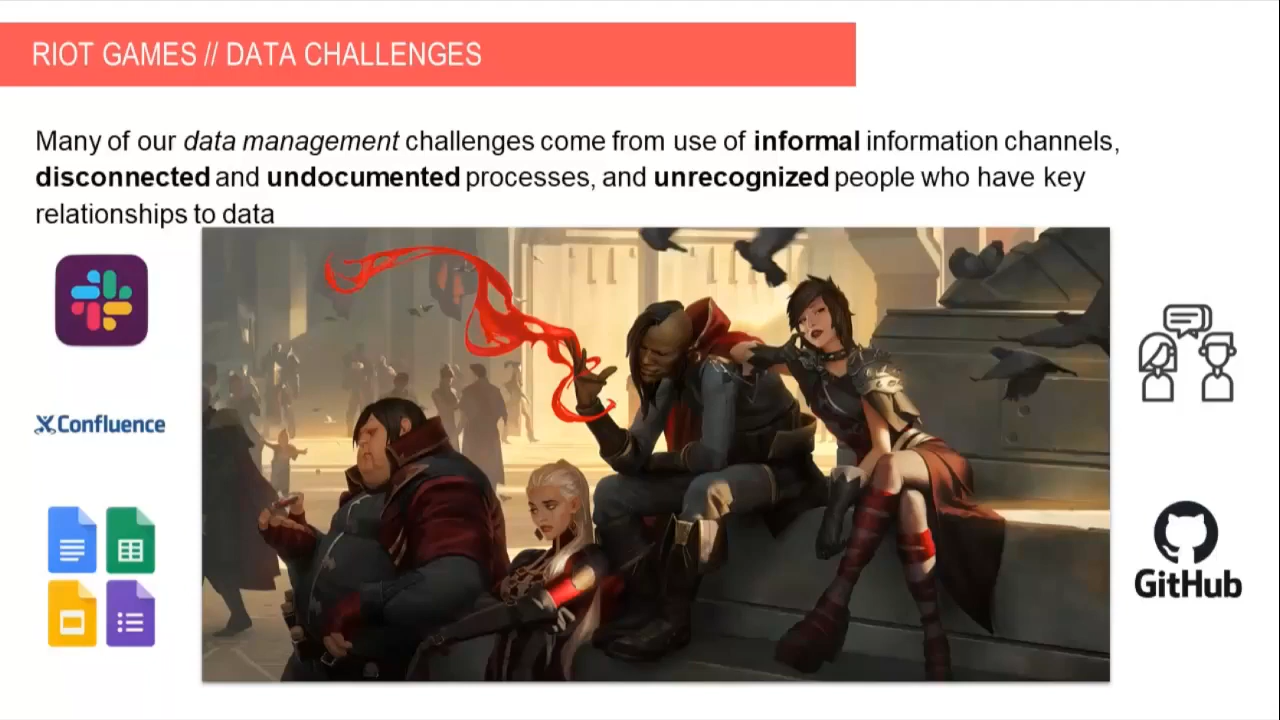 RIOT GAMES // DATA CHALLENGES
Many of our data management challenges come from use of informal information channels,
disconnected and undocumented processes, and unrecognized people who have key
relationships to data
Confluence
GitHub